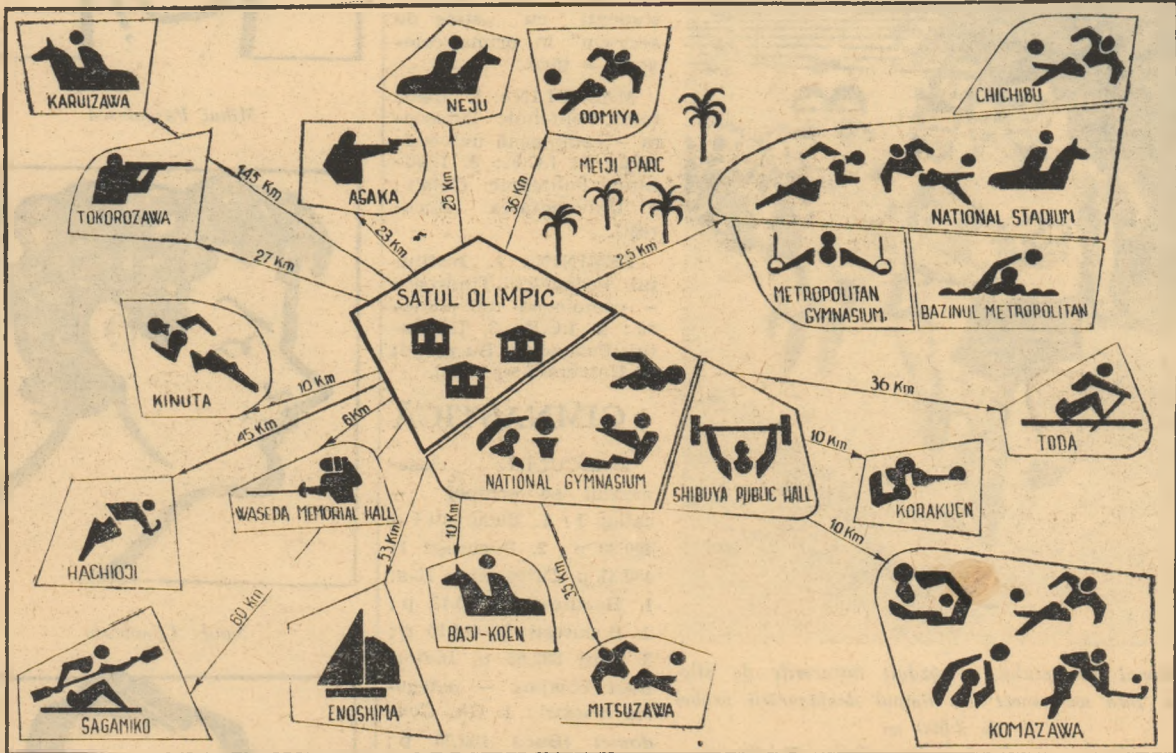 KARUIZAWA
NEJU
OOMIYA
CHICHIBU
TOKOROZAWA
145 Km
ASAKA
25 Km
36 Km
MEIJI PARC
NATIONAL STADIUM
27 Km
23 Km
25 Km
METROPOLITAN
GYMNASIUM.
BAZINUL METROPOLITAN
SATUL OLIMPIC
KINUTA
10 Km
45 Km
6Km
36 Km
TODA
WASEDA MEMORIAL HALL
NATIONAL GYMNASIUM
SHIBUYA PUBLIC HALL
10 Km
KORAKUEN
10 Km
HACHIOJI
53 Km
10 Km
35 Km
60 Km
BAJI-KOEN
SAGAMIKO
ENOSHIMA
MITSUZAWA
KOMAZAWA